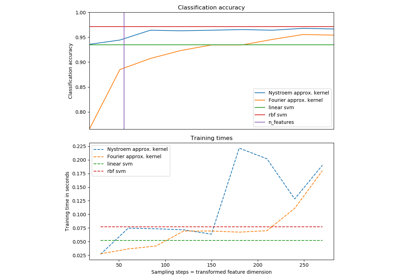 Classification accuracy
1.00
0.95
0.90
0.85
0.80
Classification accuracy
Nystroem approx. kernel
Fourier approx. kernel
linear svm
rbf svm
n_features
Training times
0.225
0.200
0.175
0.150
0.125
0.100
0.075
0.050
0.025
Training time in seconds
Nystroem approx. kernel
Fourier approx. kernel
linear svm
rbf svm
50
100
150
200
250
Sampling steps = transformed feature dimension